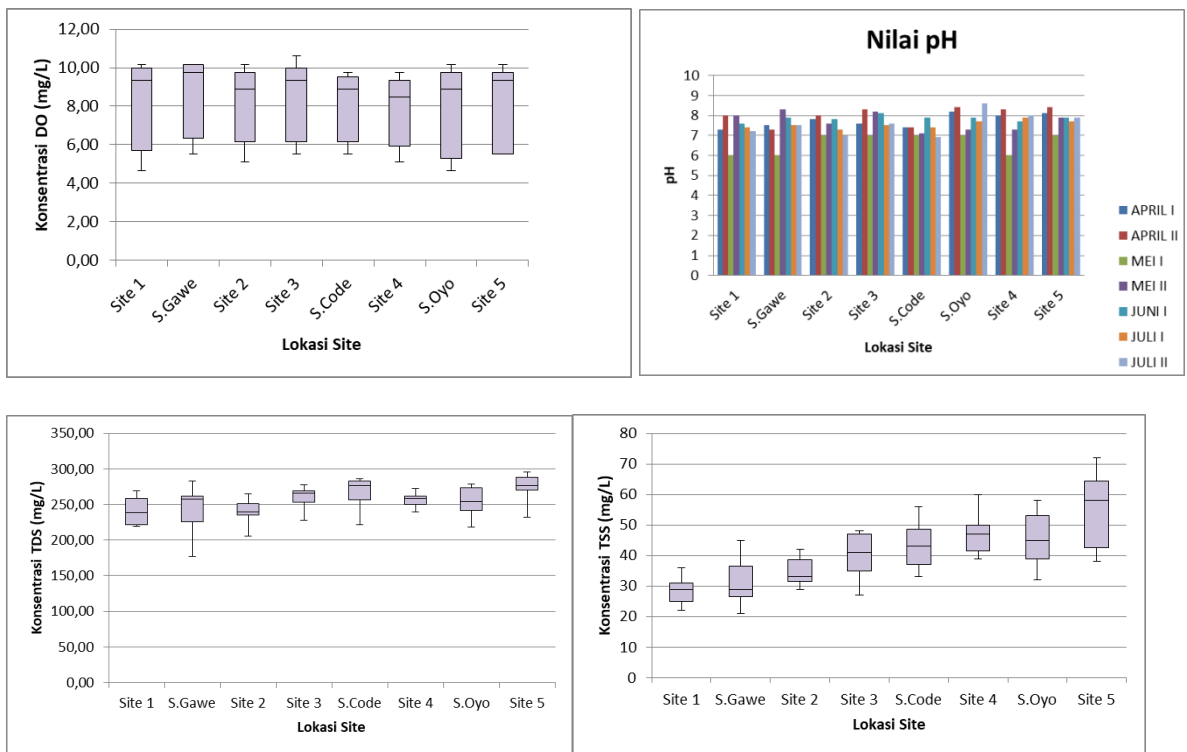 Konsentrasi DO (mg/L)
12,00
10,00
8,00
6,00
4,00
2,00
0,00
Site 1
S.Gawe
Site 2
Site 3
S.Code
Site 4
S.Oyo
Site 5
Lokasi Site
Nilai pH
pH
10
9
8
7
6
5
4
3
2
1
0
Site 1
S.Gawe
Site 2
Site 3
S.Code
S.Oyo
Site 4
Site 5
Lokasi Site
APRIL I
APRIL II
MEI I
MEI II
JUNI I
JULI I
JULI II
Konsentrasi TDS (mg/L)
350,00
300,00
250,00
200,00
150,00
100,00
50,00
0,00
Site 1 S.Gawe Site 2 Site 3 S.Code Site 4 S.Oyo Site 5
Lokasi Site
Konsentrasi TSS (mg/L)
80
70
60
50
40
30
20
10
0
Site 1 S.Gawe Site 2 Site 3 S.Code Site 4 S.Oyo Site 5
Lokasi Site